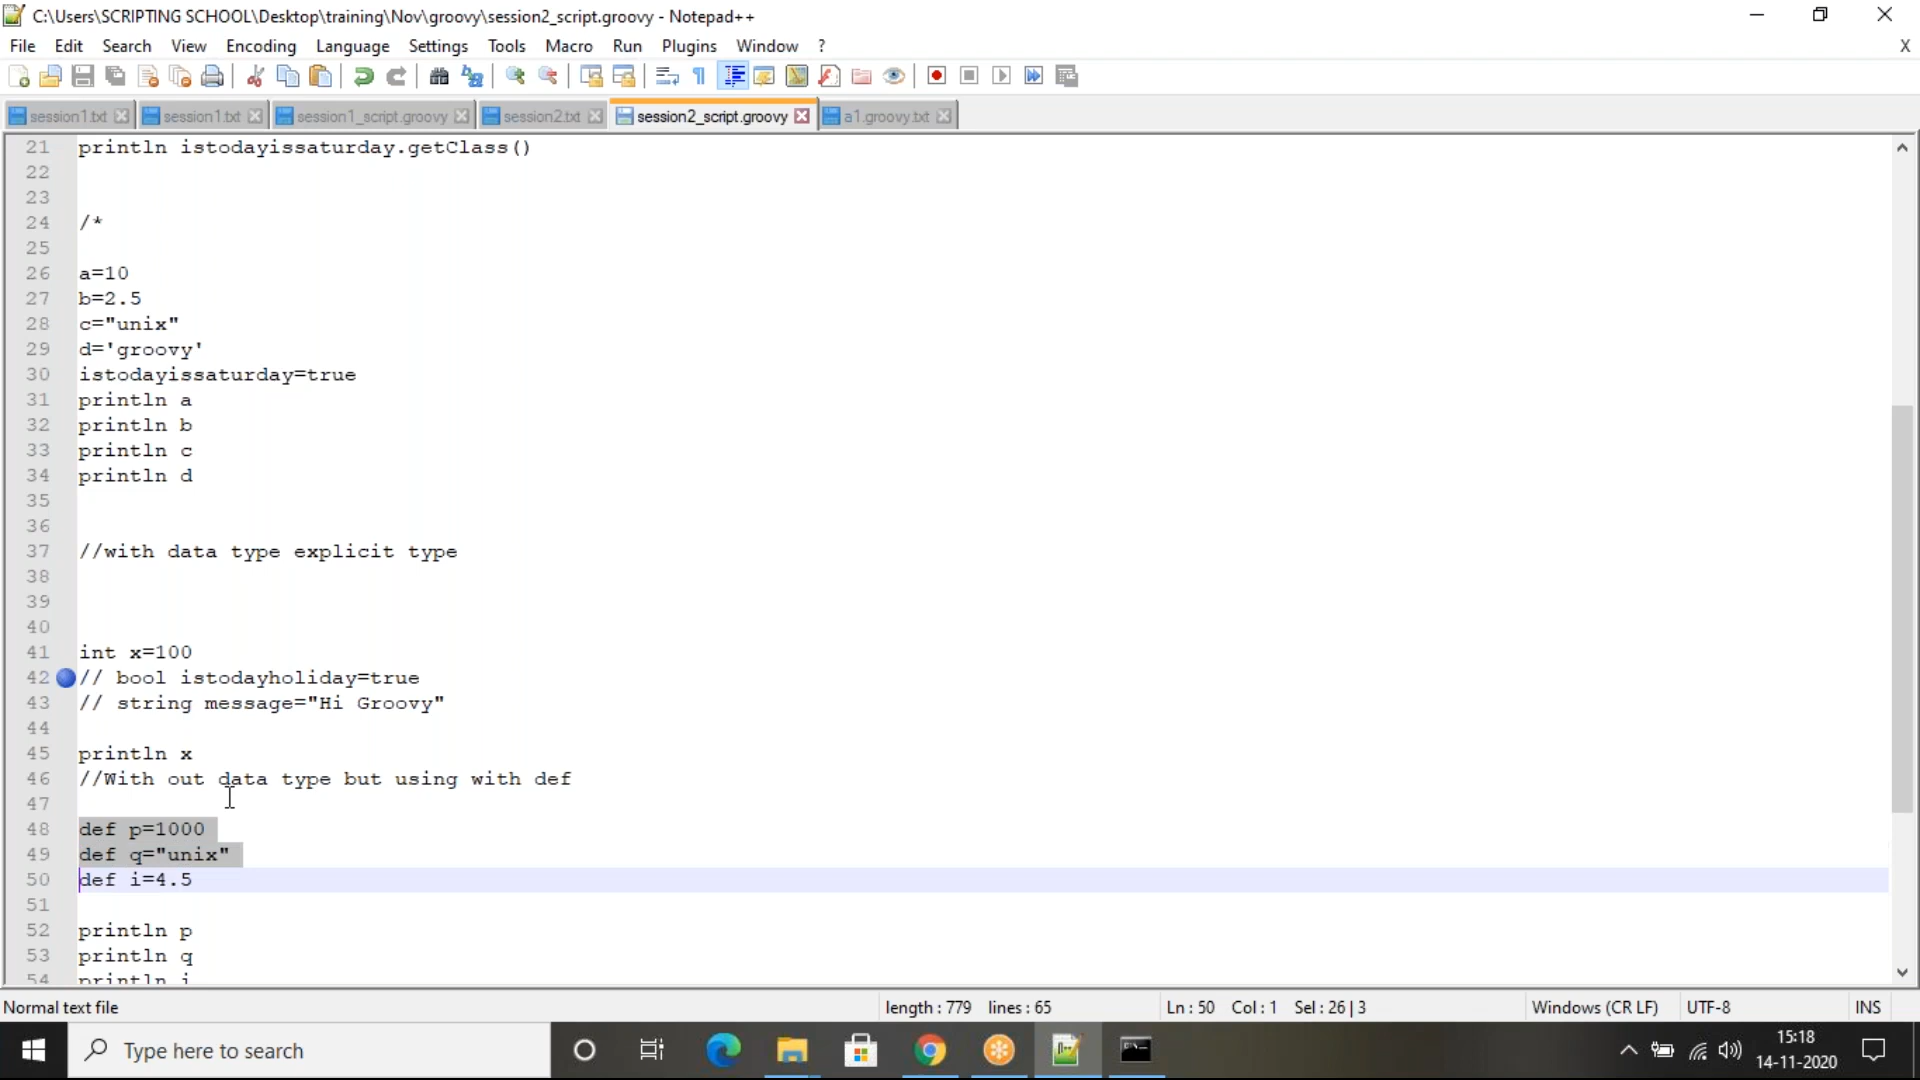 C:\Users\SCRIPTING SCHOOL\Desktop\training\Nov\groovy\session2_script.groovy - Notepad++
File Edit Search View Encoding Language Settings Tools Macro Run Plugins Window ? X
session1.txt session1.txt session1_script.groovy session2.txt session2_script.groovy a1.groovy.txt
21 println istodayissaturday.getClass()
22
23
24 /*
25
26 a=10
27 b=2.5
28 c="unix"
29 d='groovy'
30 istodayissaturday=true
31 println a
32 println b
33 println c
34 println d
35
36
37 //with data type explicit type
38
39
40
41 int x=100
42 // bool istodayholiday=true
43 // string message="Hi Groovy"
44
45 println x
46 //With out data type but using with def
47
48 def p=1000
49 def q="unix"
50 def i=4.5
51
52 println p
53 println q
54 println i
Normal text file length : 779 lines : 65 Ln : 50 Col : 1 Sel : 26 | 3 Windows (CR LF) UTF-8 INS
Type here to search
15:18
14-11-2020